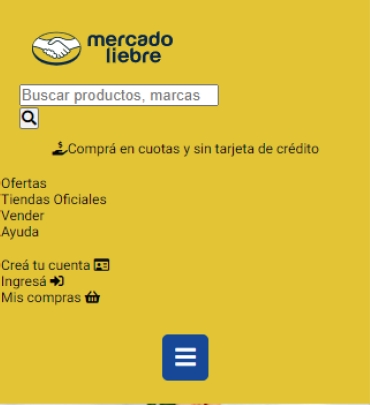 mercado
liebre
Buscar productos, marcas
Comprá en cuotas y sin tarjeta de crédito
Ofertas
Tiendas Oficiales
Vender
Ayuda
Creá tu cuenta
Ingresá
Mis compras